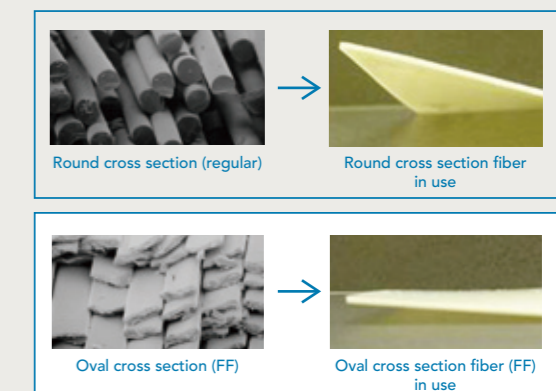 Round cross section (regular)
Round cross section fiber
in use
Oval cross section (FF)
Oval cross section fiber (FF)
in use